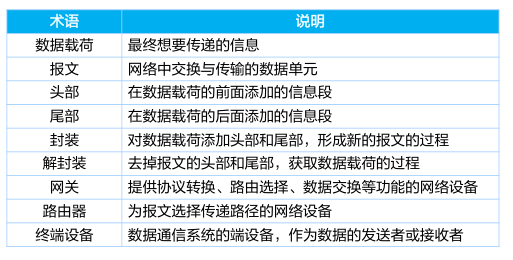 术语 说明
数据载荷 最终想要传递的信息
报文 网络中交换与传输的数据单元
头部 在数据载荷的前面添加的信息段
尾部 在数据载荷的后面添加的信息段
封装 对数据载荷添加头部和尾部，形成新的报文的过程
解封装 去掉报文的头部和尾部，获取数据载荷的过程
网关 提供协议转换、路由选择、数据交换等功能的网络设备
路由器 为报文选择传递路径的网络设备
终端设备 数据通信系统的端设备，作为数据的发送者或接收者